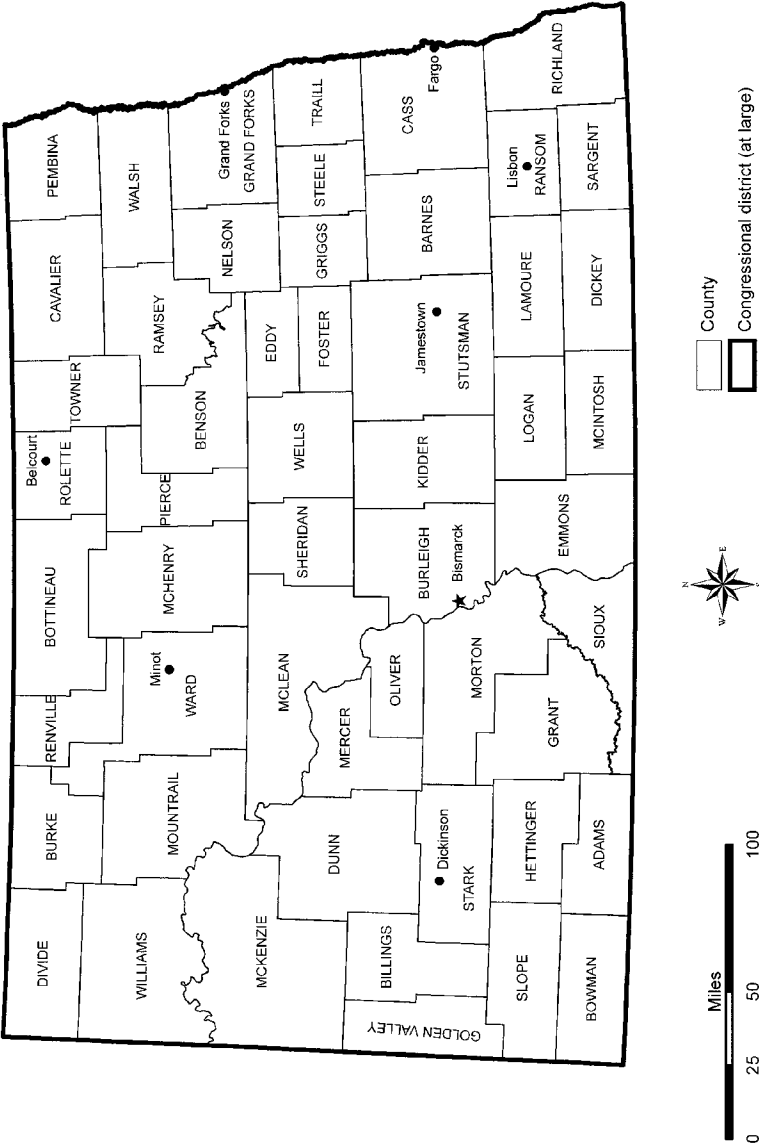 DIVIDE
BURKE
RENVILLE
BOTTINEAU
Belcourt
ROLETTE
TOWNER
CAVALIER
PEMBINA
WILLIAMS
MOUNTRAIL
Minot
WARD
MCHENRY
PIERCE
BENSON
RAMSEY
WALSH
NELSON
Grand Forks
GRAND FORKS
MCKENZIE
DUNN
MERCER
MCLEAN
SHERIDAN
WELLS
EDDY
FOSTER
GRIGGS
STEELE
TRAILL
GOLDEN VALLEY
BILLINGS
Dickinson
STARK
OLIVER
MORTON
BURLEIGH
Bismarck
KIDDER
Jamestown
STUTSMAN
BARNES
CASS
Fargo
SLOPE
HETTINGER
GRANT
SIOUX
EMMONS
LOGAN
LAMOURE
Lisbon
RANSOM
RICHLAND
BOWMAN
ADAMS
MCINTOSH
DICKEY
SARGENT
Miles
0 25 50 100
N
W
E
S
County
Congressional district (at large)